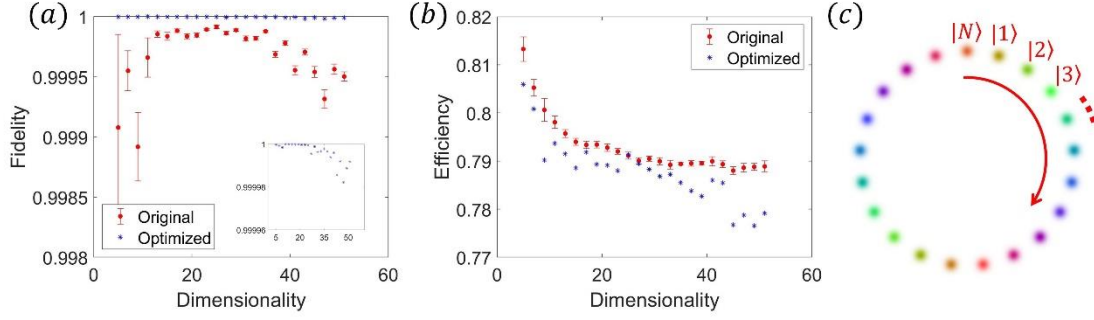 (a)
1
0.9995
0.999
0.9985
0.998
Fidelity
Original
Optimized
1
0.99998
0.99996
5 20 35 50
0 20 40 60
Dimensionality
(b)
0.82
0.81
0.8
0.79
0.78
0.77
Efficiency
Original
Optimized
0 20 40 60
Dimensionality
(c)
|N⟩ |1⟩ |2⟩ |3⟩